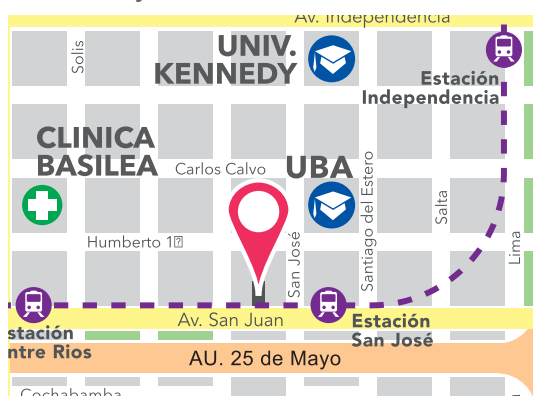 Av. Independencia
Solis
UNIV.
KENNEDY
Estación
Independencia
CLINICA
BASILEA
Carlos Calvo
UBA
Santiago del Estero
Salta
Humberto 1
San José
Lima
Av. San Juan
Estación
San José
stación
ntre Rios
AU. 25 de Mayo
Cochabamba